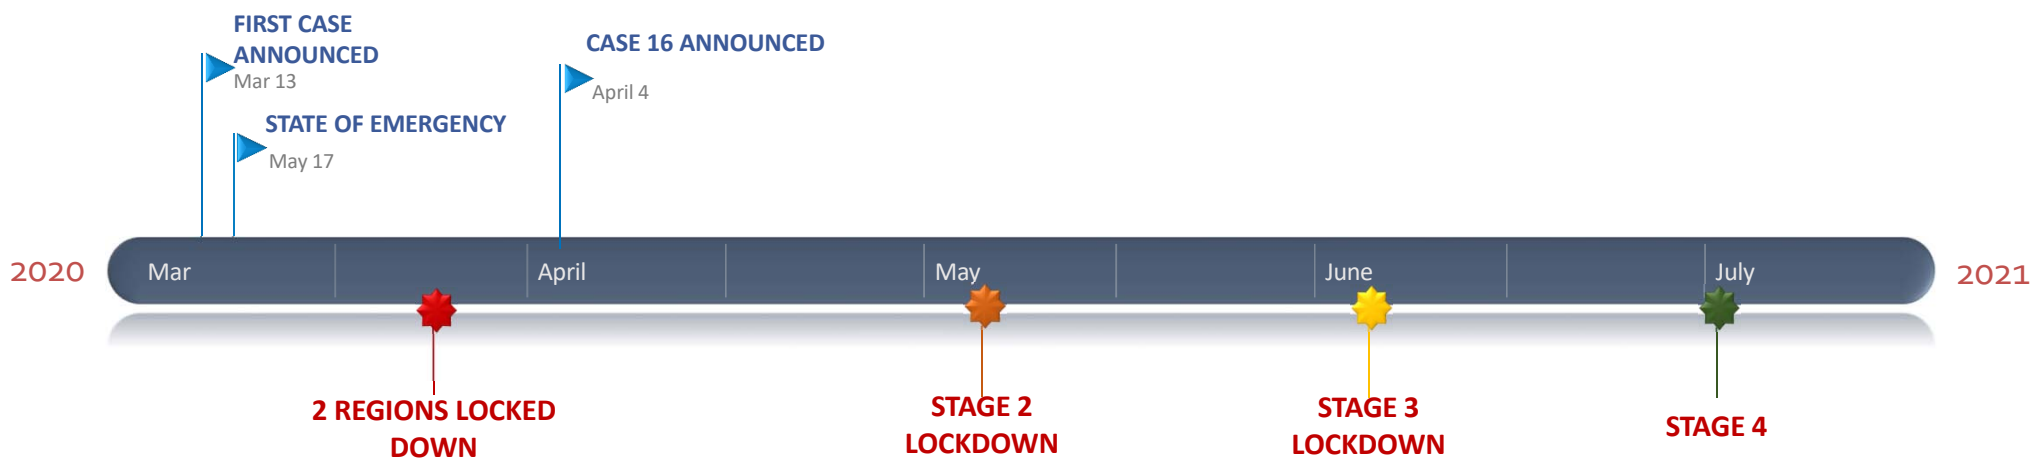 FIRST CASE
ANNOUNCED
Mar 13
CASE 16 ANNOUNCED
April 4
STATE OF EMERGENCY
May 17
2020
Mar
April
May
June
July
2021
2 REGIONS LOCKED
DOWN
STAGE 2
LOCKDOWN
STAGE 3
LOCKDOWN
STAGE 4